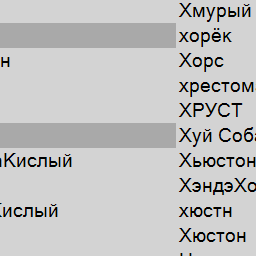 Хмурый
хорёк
н Хорс
хрестома
ХРУСТ
Хуй Соба
аКислый Хьюстон
ХэндэХо
Кислый хюстн
Хюстон